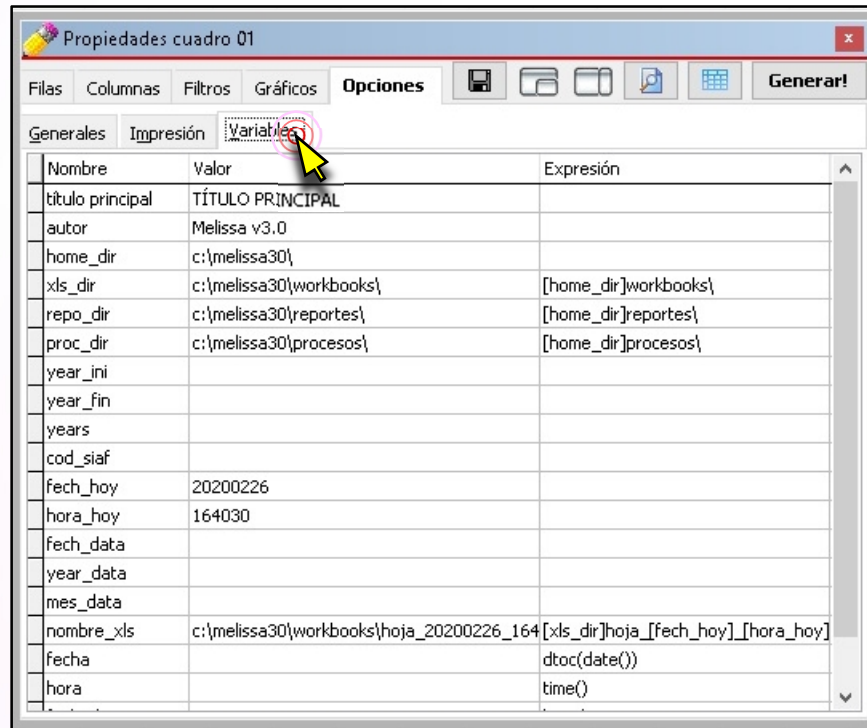 Propiedades cuadro 01
Filas Columnas Filtros Gráficos Opciones Generar!
Generales Impresión Variables
Nombre Valor Expresión
título principal TÍTULO PRINCIPAL
autor Melissa v3.0
home_dir c:\melissa30\
xls_dir c:\melissa30\workbooks\ [home_dir]workbooks\
repo_dir c:\melissa30\reportes\ [home_dir]reportes\
proc_dir c:\melissa30\procesos\ [home_dir]procesos\
year_ini
year_fin
years
cod_siaf
fech_hoy 20200226
hora_hoy 164030
fech_data
year_data
mes_data
nombre_xls c:\melissa30\workbooks\hoja_20200226_164 [xls_dir]hoja_[fech_hoy]_[hora_hoy]
fecha dtoc(date())
hora time()